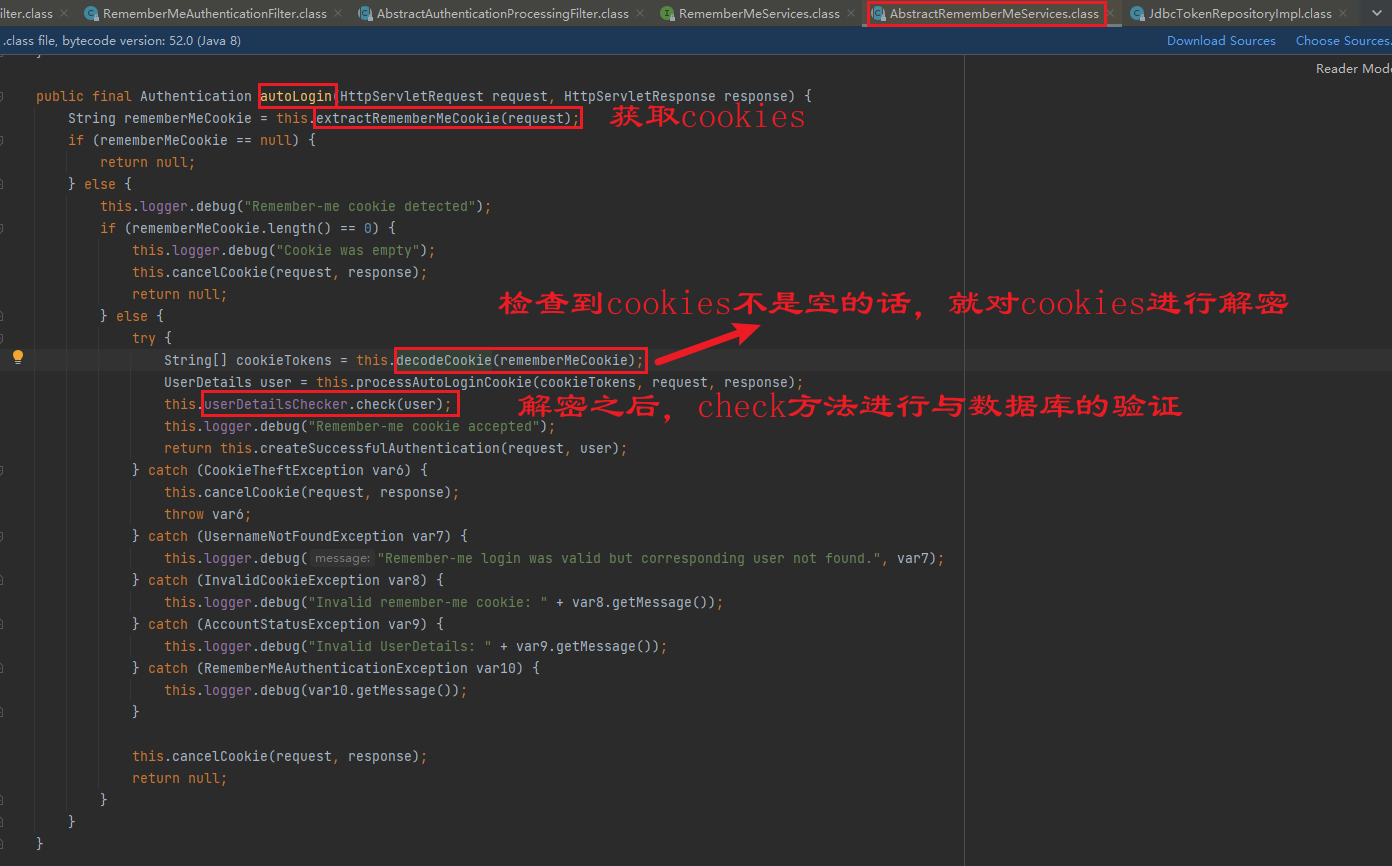 ilter.class RememberMeAuthenticationFilter.class AbstractAuthenticationProcessingFilter.class RememberMeServices.class AbstractRememberMeServices.class JdbcTokenRepositoryImpl.class
.class file, bytecode version: 52.0 (Java 8) Download Sources Choose Sources.
Reader Mode
public final Authentication autoLogin(HttpServletRequest request, HttpServletResponse response) {
String rememberMeCookie = this.extractRememberMeCookie(request); 获取cookies
if (rememberMeCookie == null) {
return null;
} else {
this.logger.debug("Remember-me cookie detected");
if (rememberMeCookie.length() == 0) {
this.logger.debug("Cookie was empty");
this.cancelCookie(request, response);
return null;
检查到cookies不是空的话，就对cookies进行解密
} else {
try {
String[] cookieTokens = this.decodeCookie(rememberMeCookie);
UserDetails user = this.processAutoLoginCookie(cookieTokens, request, response);
this.userDetailsChecker.check(user); 解密之后，check方法进行与数据库的验证
this.logger.debug("Remember-me cookie accepted");
return this.createSuccessfulAuthentication(request, user);
} catch (CookieTheftException var6) {
this.cancelCookie(request, response);
throw var6;
} catch (UsernameNotFoundException var7) {
this.logger.debug( message: "Remember-me login was valid but corresponding user not found.", var7);
} catch (InvalidCookieException var8) {
this.logger.debug("Invalid remember-me cookie: " + var8.getMessage());
} catch (AccountStatusException var9) {
this.logger.debug("Invalid UserDetails: " + var9.getMessage());
} catch (RememberMeAuthenticationException var10) {
this.logger.debug(var10.getMessage());
}
this.cancelCookie(request, response);
return null;
}
}
}